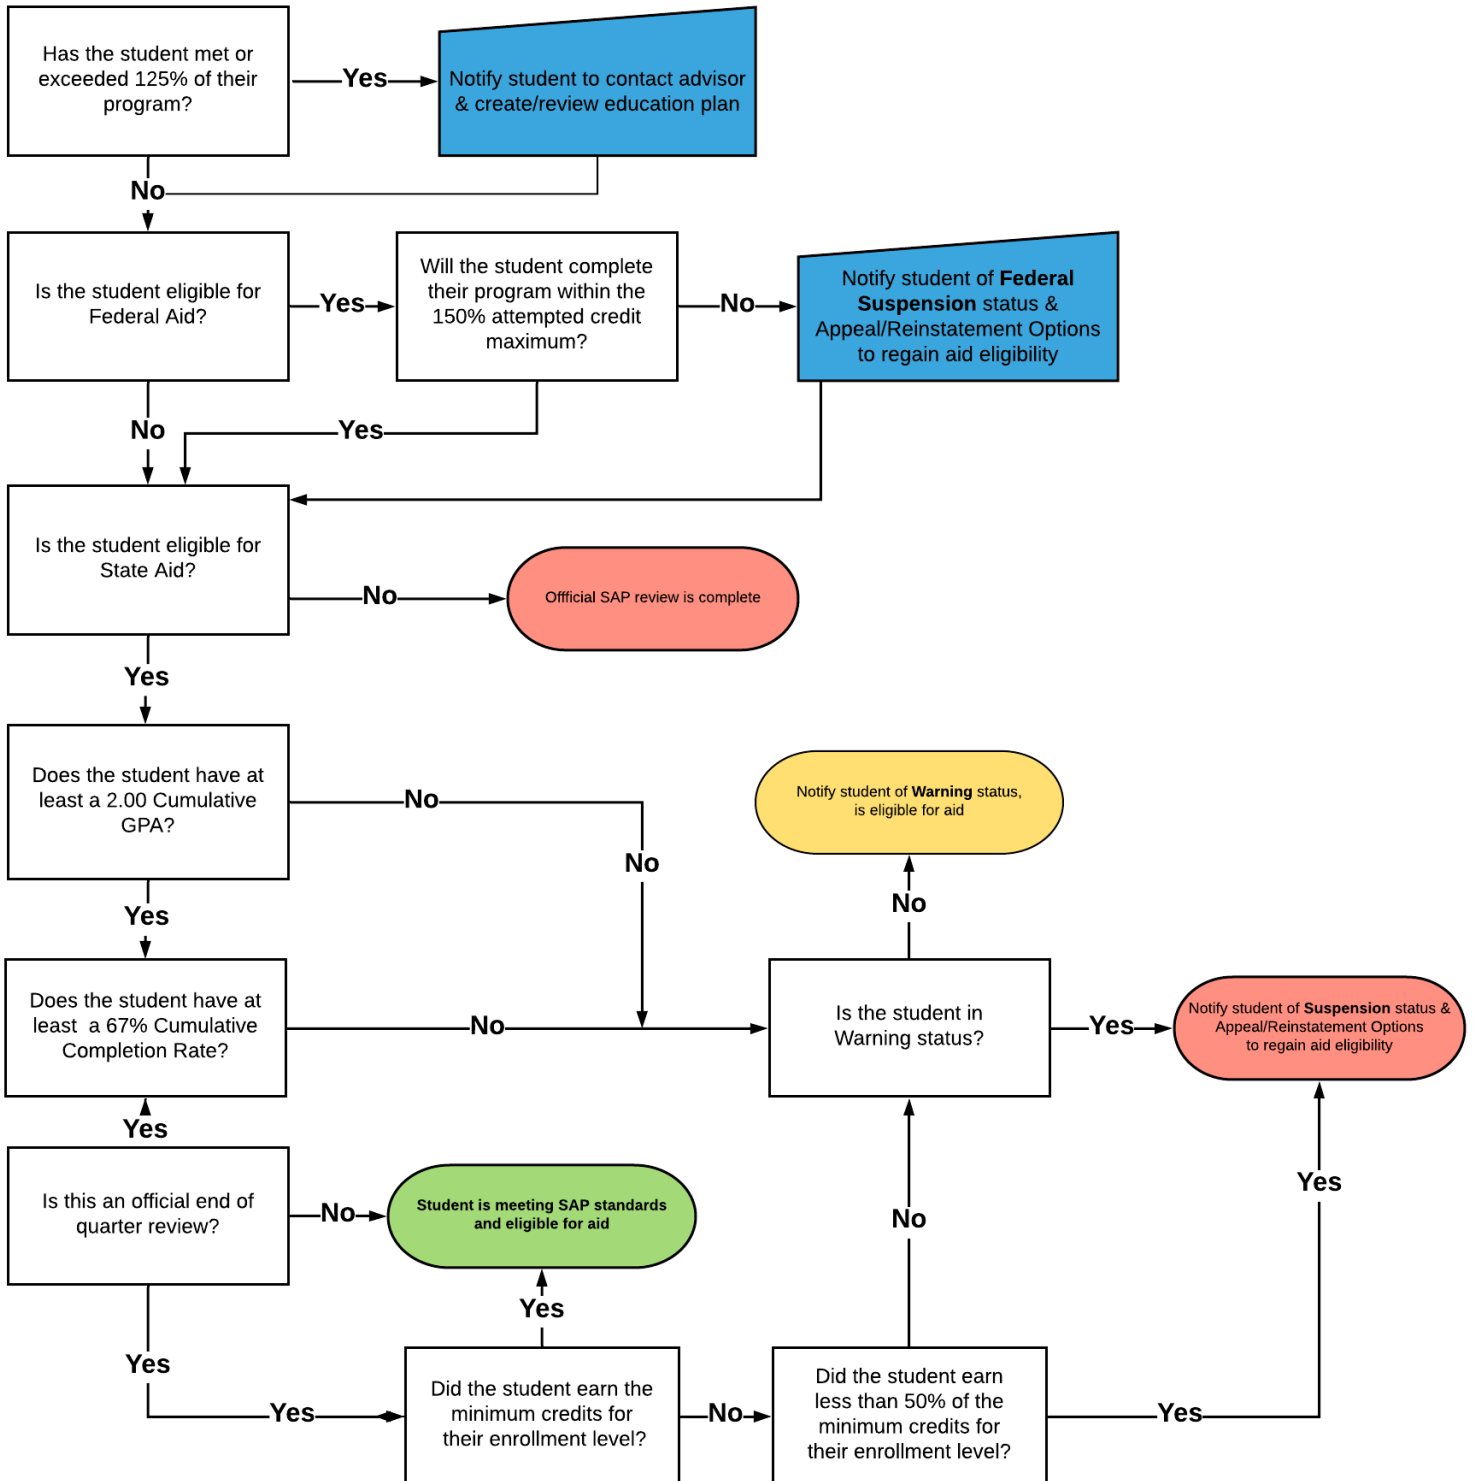 Has the student met or
exceeded 125% of their
program?
Yes
Notify student to contact advisor
& create/review education plan
No
Is the student eligible for
Federal Aid?
Yes
Will the student complete
their program within the
150% attempted credit
maximum?
No
Notify student of Federal
Suspension status &
Appeal/Reinstatement Options
to regain aid eligibility
No
Yes
Is the student eligible for
State Aid?
No
Offficial SAP review is complete
Yes
Does the student have at
least a 2.00 Cumulative
GPA?
No
No
Notify student of Warning status,
is eligible for aid
Yes
No
Does the student have at
least a 67% Cumulative
Completion Rate?
No
Is the student in
Warning status?
Yes
Notify student of Suspension status &
Appeal/Reinstatement Options
to regain aid eligibility
Yes
Is this an official end of
quarter review?
No
Student is meeting SAP standards
and eligible for aid
No
Yes
Yes
Yes
Yes
Did the student earn the
minimum credits for
their enrollment level?
No
Did the student earn
less than 50% of the
minimum credits for
their enrollment level?
Yes